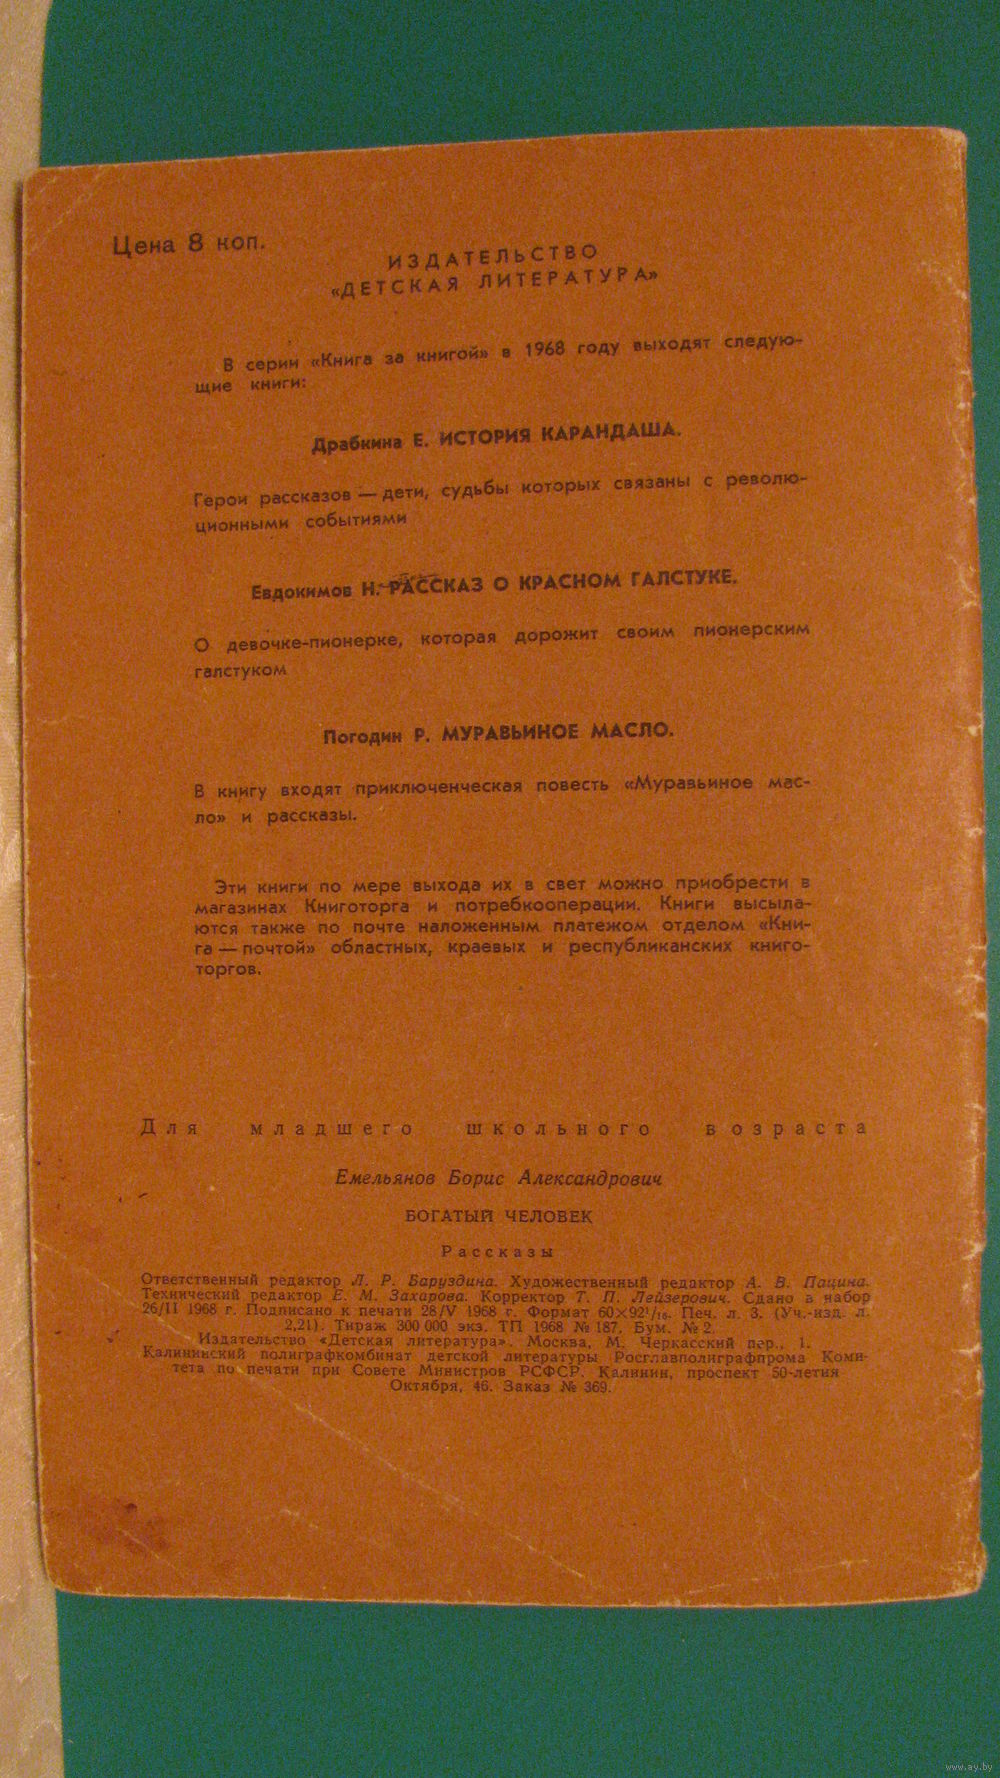 Цена 8 коп.
ИЗДАТЕЛЬСТВО
«ДЕТСКАЯ ЛИТЕРАТУРА»
В серии «Книга за книгой» в 1968 году выходят следую-
щие книги:
Драбкина Е. ИСТОРИЯ КАРАНДАША.
Герои рассказов — дети, судьбы которых связаны с револю-
ционными событиями
Евдокимов Н. РАССКАЗ О КРАСНОМ ГАЛСТУКЕ.
О девочке-пионерке, которая дорожит своим пионерским
галстуком
Погодин Р. МУРАВЬИНОЕ МАСЛО.
В книгу входят приключенческая повесть «Муравьиное мас-
ло» и рассказы.
Эти книги по мере выхода их в свет можно приобрести в
магазинах Книготорга и потребкооперации. Книги высыла-
ются также по почте наложенным платежом отделом «Кни-
га — почтой» областных, краевых и республиканских книго-
торгов.
Для младшего школьного возраста
Емельянов Борис Александрович
БОГАТЫЙ ЧЕЛОВЕК
Рассказы
Ответственный редактор Л. Р. Баруздина. Художественный редактор А. В. Пацина.
Технический редактор Е. М. Захарова. Корректор Т. П. Лейзерович. Сдано в набор
26/II 1968 г. Подписано к печати 28/V 1968 г. Формат 60×92¹/₁₆. Печ. л. 3. (Уч.-изд. л.
2,21). Тираж 300 000 экз. ТП 1968 № 187. Бум. № 2.
Издательство «Детская литература». Москва, М. Черкасский пер., 1.
Калининский полиграфкомбинат детской литературы Росглавполиграфпрома Коми-
тета по печати при Совете Министров РСФСР. Калинин, проспект 50-летия
Октября, 46. Заказ № 369.
www.ay.by